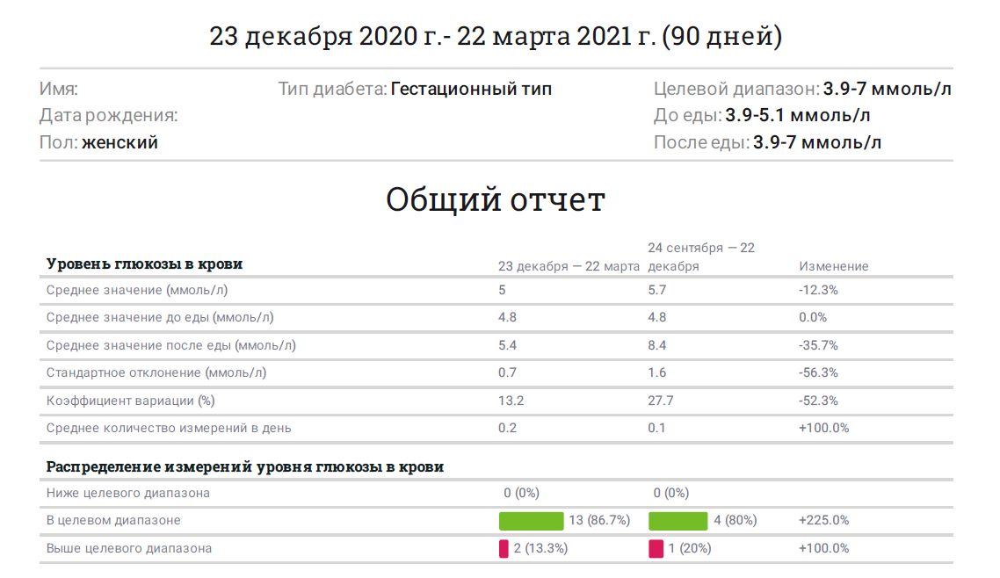 23 декабря 2020 г.- 22 марта 2021 г. (90 дней)
Имя: Тип диабета: Гестационный тип Целевой диапазон: 3.9-7 ммоль/л
Дата рождения: До еды: 3.9-5.1 ммоль/л
Пол: женский После еды: 3.9-7 ммоль/л
Общий отчет
24 сентября — 22
Уровень глюкозы в крови 23 декабря — 22 марта декабря Изменение
Среднее значение (ммоль/л) 5 5.7 -12.3%
Среднее значение до еды (ммоль/л) 4.8 4.8 0.0%
Среднее значение после еды (ммоль/л) 5.4 8.4 -35.7%
Стандартное отклонение (ммоль/л) 0.7 1.6 -56.3%
Коэффициент вариации (%) 13.2 27.7 -52.3%
Среднее количество измерений в день 0.2 0.1 +100.0%
Распределение измерений уровня глюкозы в крови
Ниже целевого диапазона 0 (0%) 0 (0%)
В целевом диапазоне 13 (86.7%) 4 (80%) +225.0%
Выше целевого диапазона 2 (13.3%) 1 (20%) +100.0%